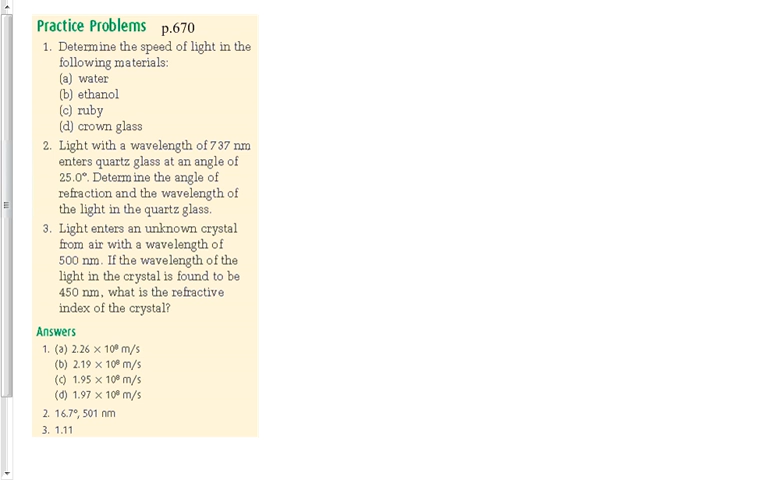 Practice Problems p.670
1. Determine the speed of light in the
following materials:
(a) water
(b) ethanol
(c) ruby
(d) crown glass
2. Light with a wavelength of 737 nm
enters quartz glass at an angle of
25.0°. Determine the angle of
refraction and the wavelength of
the light in the quartz glass.
3. Light enters an unknown crystal
from air with a wavelength of
500 nm. If the wavelength of the
light in the crystal is found to be
450 nm, what is the refractive
index of the crystal?
Answers
1. (a) 2.26 × 10⁸ m/s
(b) 2.19 × 10⁸ m/s
(c) 1.95 × 10⁸ m/s
(d) 1.97 × 10⁸ m/s
2. 16.7°, 501 nm
3. 1.11